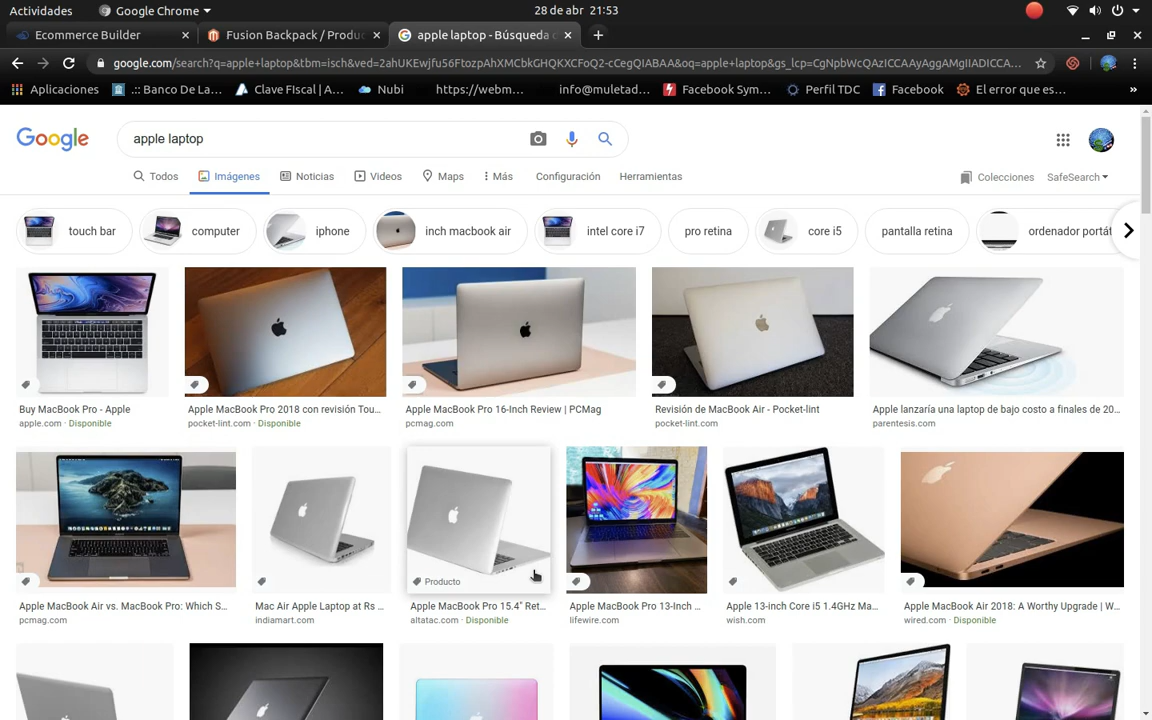 Actividades Google Chrome 28 de abr 21:53
Ecommerce Builder Fusion Backpack / Produc apple laptop - Búsqueda
google.com/search?q=apple+laptop&tbm=isch&ved=2ahUKEwjfu56FtozpAhXMCbkGHQKXCFoQ2-cCegQIABAA&oq=apple+laptop&gs_lcp=CgNpbWcQAzICCAAyAggAMgIIADICCA...
Aplicaciones .:: Banco De La... Clave FIscal | A... Nubi https://webm... info@muletad... Facebook Sym... Perfil TDC Facebook El error que es... »
Google apple laptop
Todos Imágenes Noticias Videos Maps Más Configuración Herramientas Colecciones SafeSearch
touch bar computer iphone inch macbook air intel core i7 pro retina core i5 pantalla retina ordenador portát
Buy MacBook Pro - Apple Apple MacBook Pro 2018 con revisión Tou... Apple MacBook Pro 16-Inch Review | PCMag Revisión de MacBook Air - Pocket-lint Apple lanzaría una laptop de bajo costo a finales de 20...
apple.com · Disponible pocket-lint.com · Disponible pcmag.com pocket-lint.com parentesis.com
Producto
Apple MacBook Air vs. MacBook Pro: Which S... Mac Air Apple Laptop at Rs ... Apple MacBook Pro 15.4" Ret... Apple MacBook Pro 13-Inch ... Apple 13-inch Core i5 1.4GHz Ma... Apple MacBook Air 2018: A Worthy Upgrade | W...
pcmag.com indiamart.com altatac.com · Disponible lifewire.com wish.com wired.com · Disponible